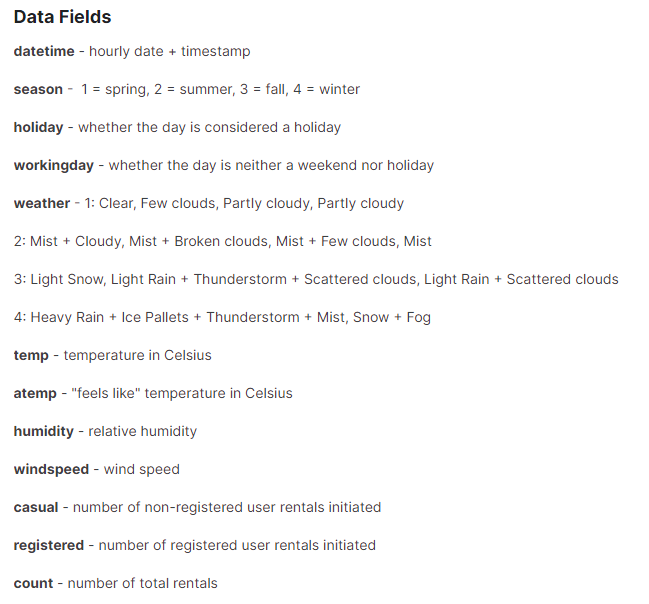 Data Fields
datetime - hourly date + timestamp
season -  1 = spring, 2 = summer, 3 = fall, 4 = winter
holiday - whether the day is considered a holiday
workingday - whether the day is neither a weekend nor holiday
weather - 1: Clear, Few clouds, Partly cloudy, Partly cloudy
2: Mist + Cloudy, Mist + Broken clouds, Mist + Few clouds, Mist
3: Light Snow, Light Rain + Thunderstorm + Scattered clouds, Light Rain + Scattered clouds
4: Heavy Rain + Ice Pallets + Thunderstorm + Mist, Snow + Fog
temp - temperature in Celsius
atemp - "feels like" temperature in Celsius
humidity - relative humidity
windspeed - wind speed
casual - number of non-registered user rentals initiated
registered - number of registered user rentals initiated
count - number of total rentals